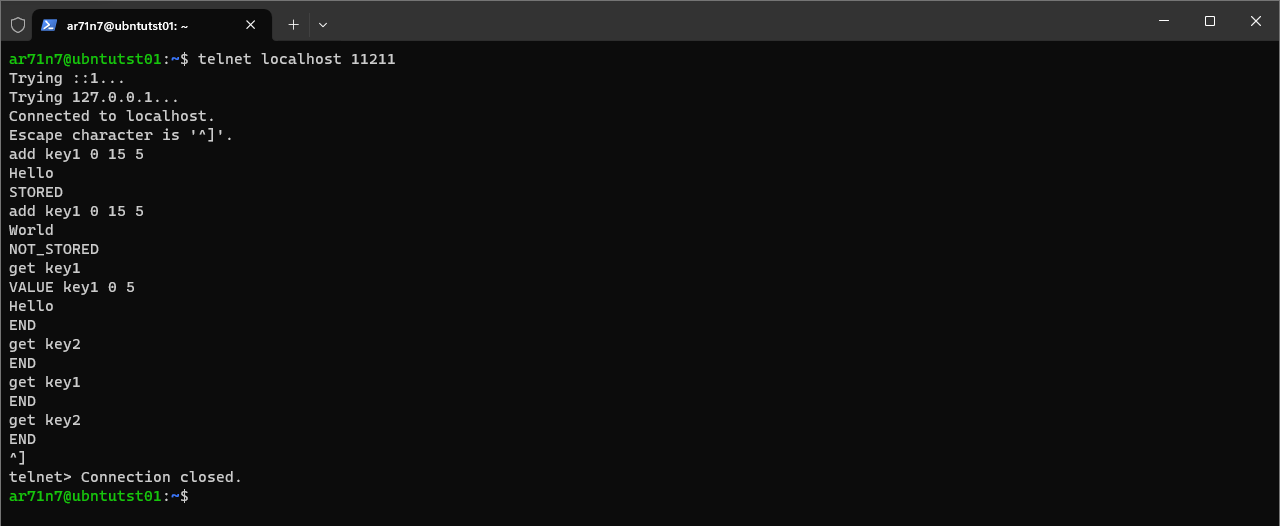 ar71n7@ubntutst01: ~
ar71n7@ubntutst01:~$ telnet localhost 11211
Trying ::1...
Trying 127.0.0.1...
Connected to localhost.
Escape character is '^]'.
add key1 0 15 5
Hello
STORED
add key1 0 15 5
World
NOT_STORED
get key1
VALUE key1 0 5
Hello
END
get key2
END
get key1
END
get key2
END
^]
telnet> Connection closed.
ar71n7@ubntutst01:~$